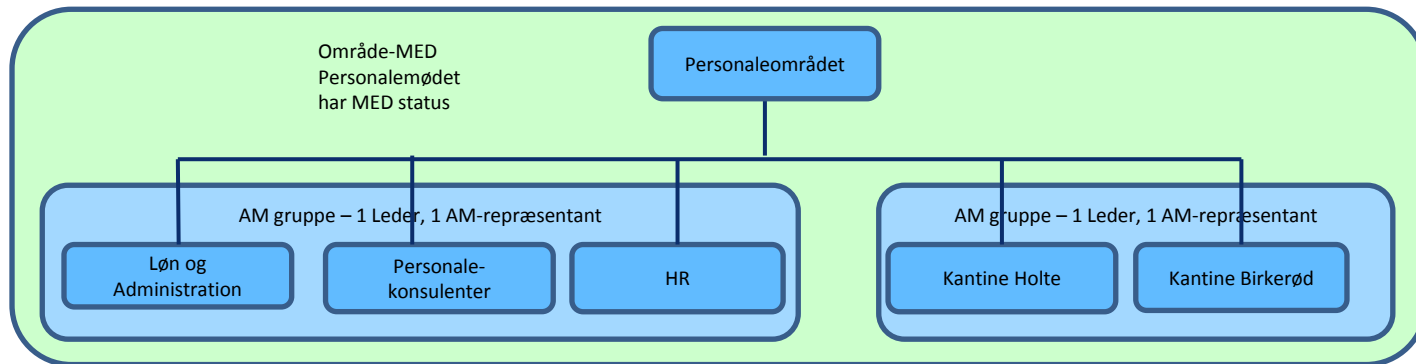 Område-MED
Personalemødet
har MED status
Personaleområdet
AM gruppe – 1 Leder, 1 AM-repræsentant
AM gruppe – 1 Leder, 1 AM-repræsentant
Løn og
Administration
Personale-
konsulenter
HR
Kantine Holte
Kantine Birkerød